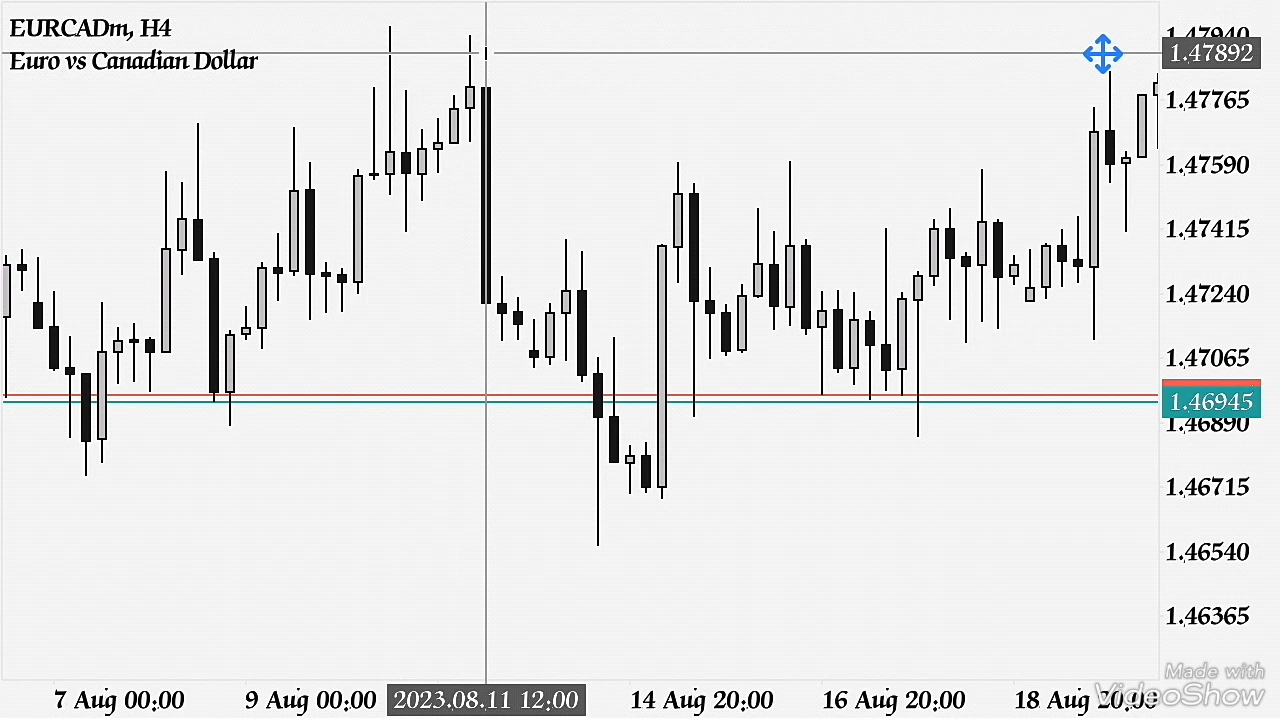 EURCADm, H4
Euro vs Canadian Dollar
1.47940
1.47892
1.47765
1.47590
1.47415
1.47240
1.47065
1.46945
1.46890
1.46715
1.46540
1.46365
7 Aug 00:00
9 Aug 00:00
2023.08.11 12:00
14 Aug 20:00
16 Aug 20:00
18 Aug 20:00
Made with
VideoShow